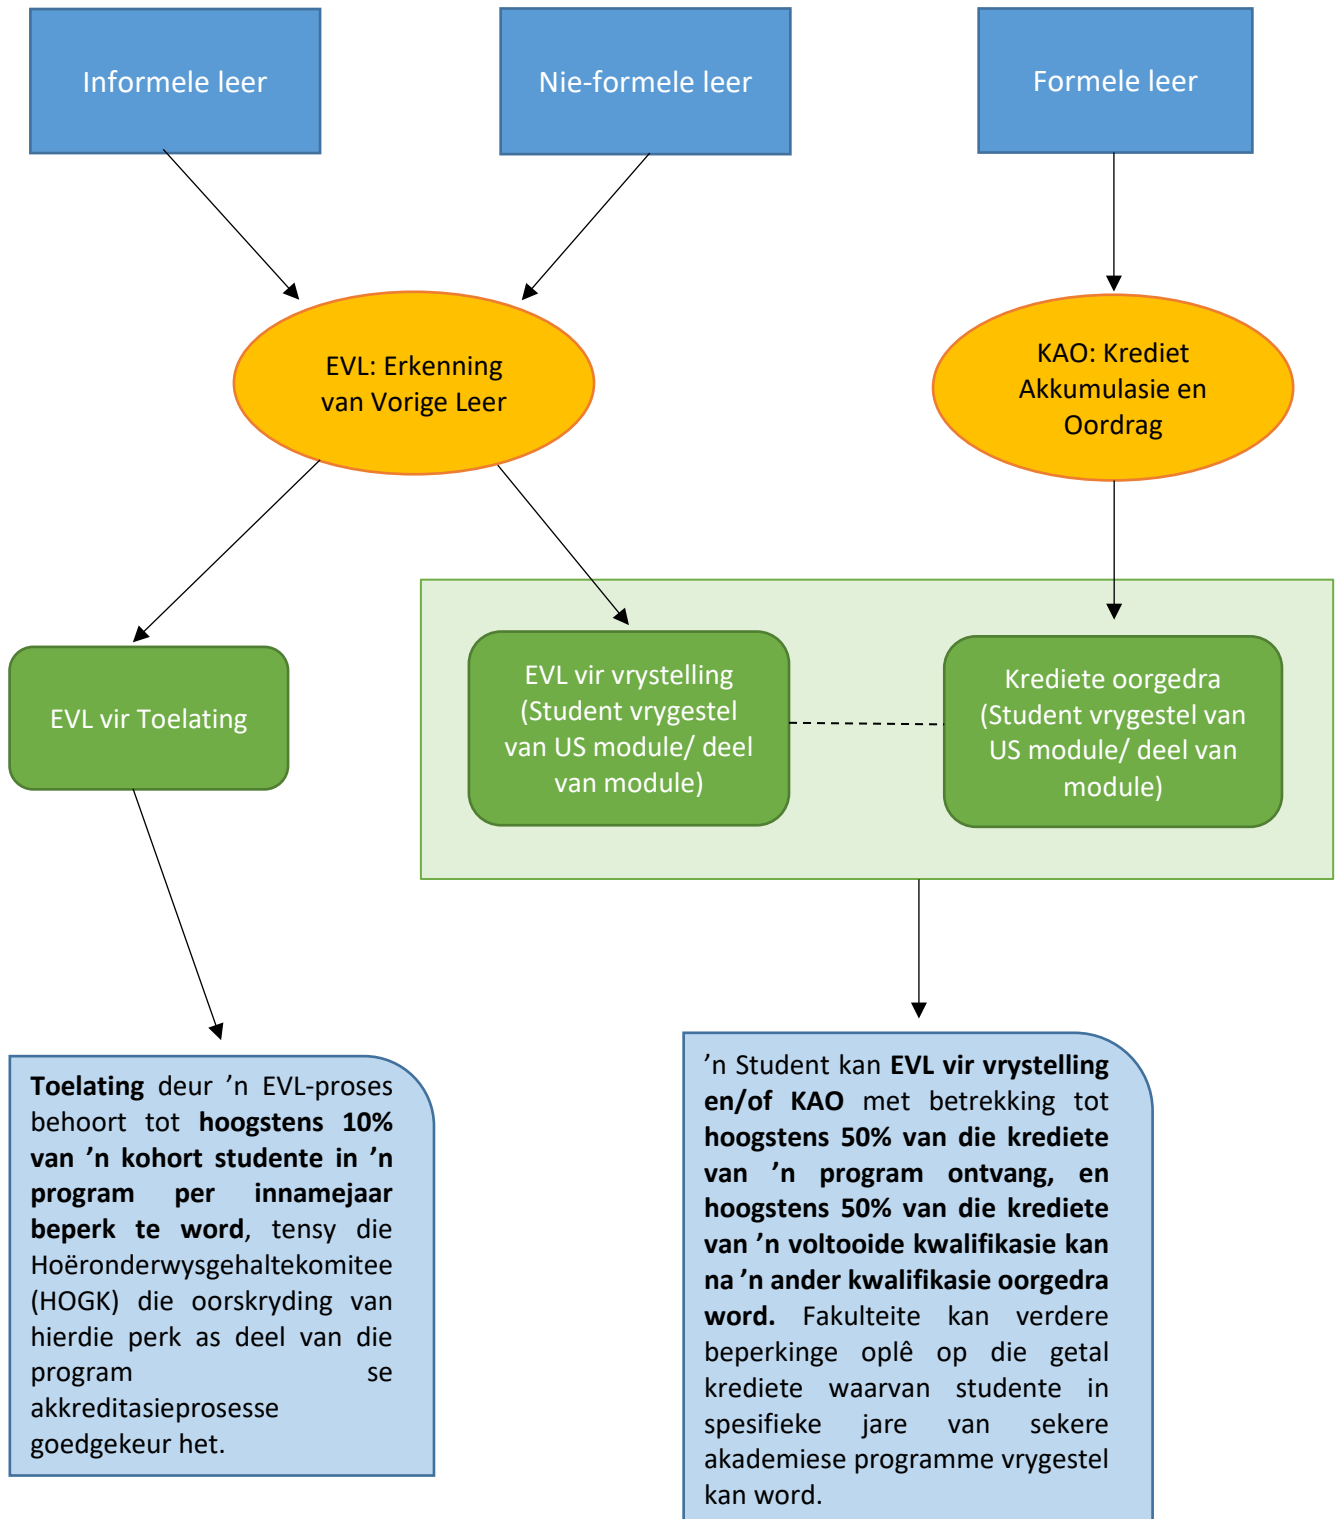 Informele leer
Nie-formele leer
Formele leer
EVL: Erkenning
van Vorige Leer
KAO: Krediet
Akkumulasie en
Oordrag
EVL vir Toelating
EVL vir vrystelling
(Student vrygestel
van US module/ deel
van module)
Krediete oorgedra
(Student vrygestel van
US module/ deel van
module)
Toelating deur ’n EVL-proses
behoort tot hoogstens 10%
van ’n kohort studente in ’n
program per innamejaar
beperk te word, tensy die
Hoëronderwysgehaltekomitee
(HOGK) die oorskryding van
hierdie perk as deel van die
program se
akkreditasieprosesse
goedgekeur het.
’n Student kan EVL vir vrystelling
en/of KAO met betrekking tot
hoogstens 50% van die krediete
van ’n program ontvang, en
hoogstens 50% van die krediete
van ’n voltooide kwalifikasie kan
na ’n ander kwalifikasie oorgedra
word. Fakulteite kan verdere
beperkinge oplê op die getal
krediete waarvan studente in
spesifieke jare van sekere
akademiese programme vrygestel
kan word.